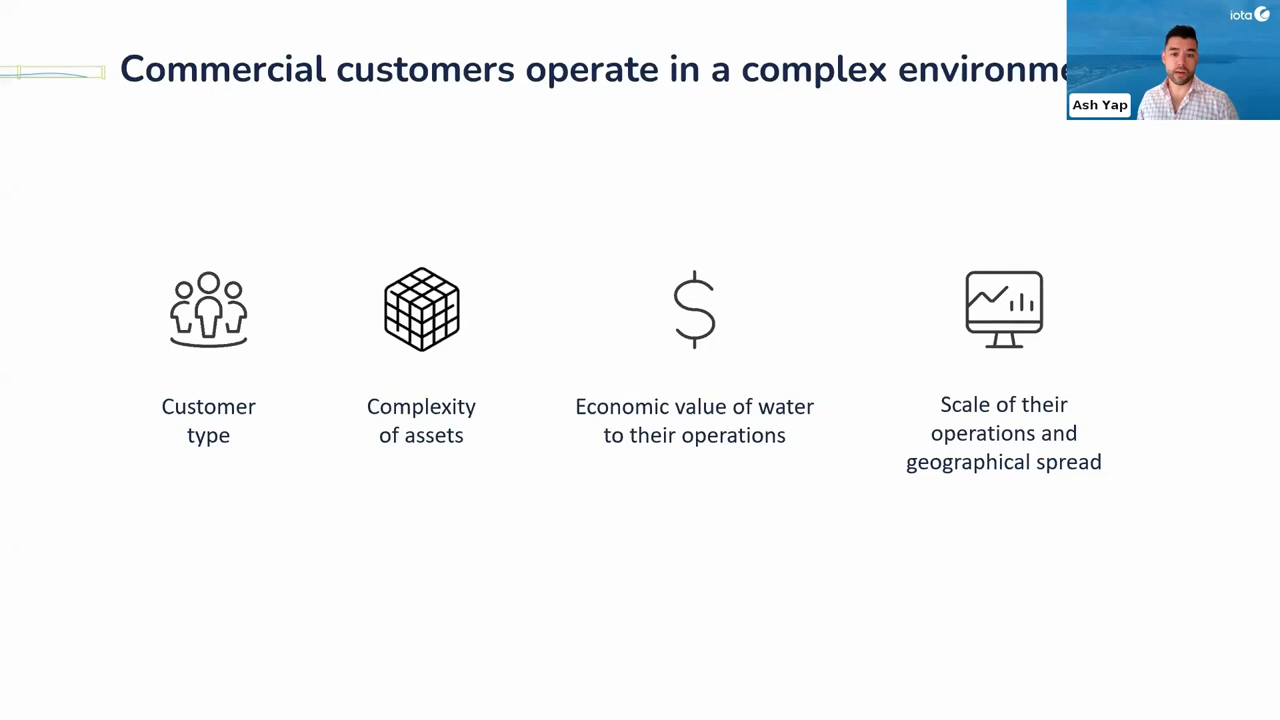 Commercial customers operate in a complex environme
iota
Ash Yap
Customer
type
Complexity
of assets
Economic value of water
to their operations
Scale of their
operations and
geographical spread